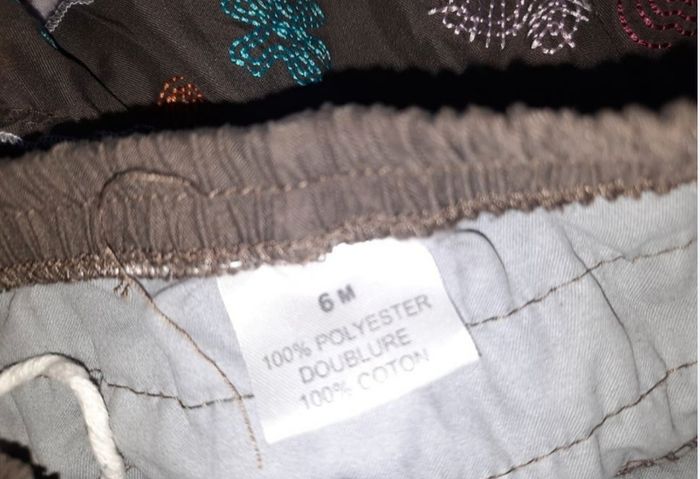 6 M
100% POLYESTER
DOUBLURE
100% COTON